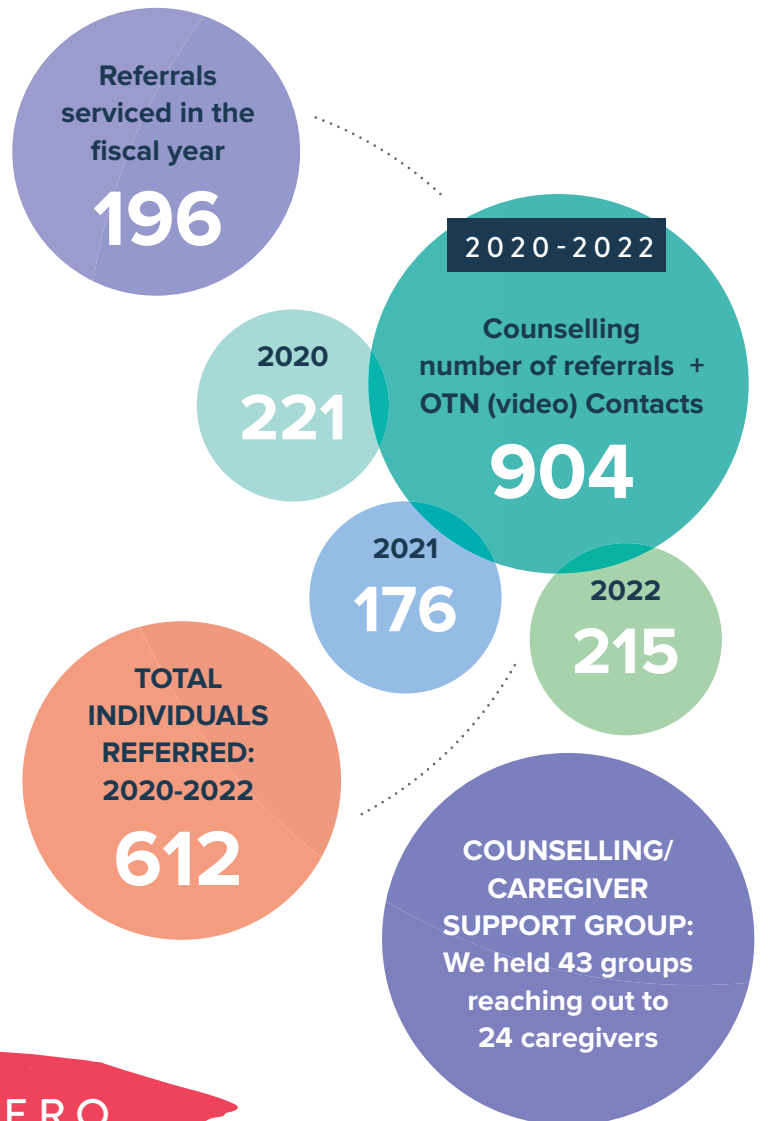 Referrals
serviced in the
fiscal year
196
2020-2022
Counselling
number of referrals +
OTN (video) Contacts
904
2020
221
2021
176
2022
215
TOTAL
INDIVIDUALS
REFERRED:
2020-2022
612
COUNSELLING/
CAREGIVER
SUPPORT GROUP:
We held 43 groups
reaching out to
24 caregivers
ERO